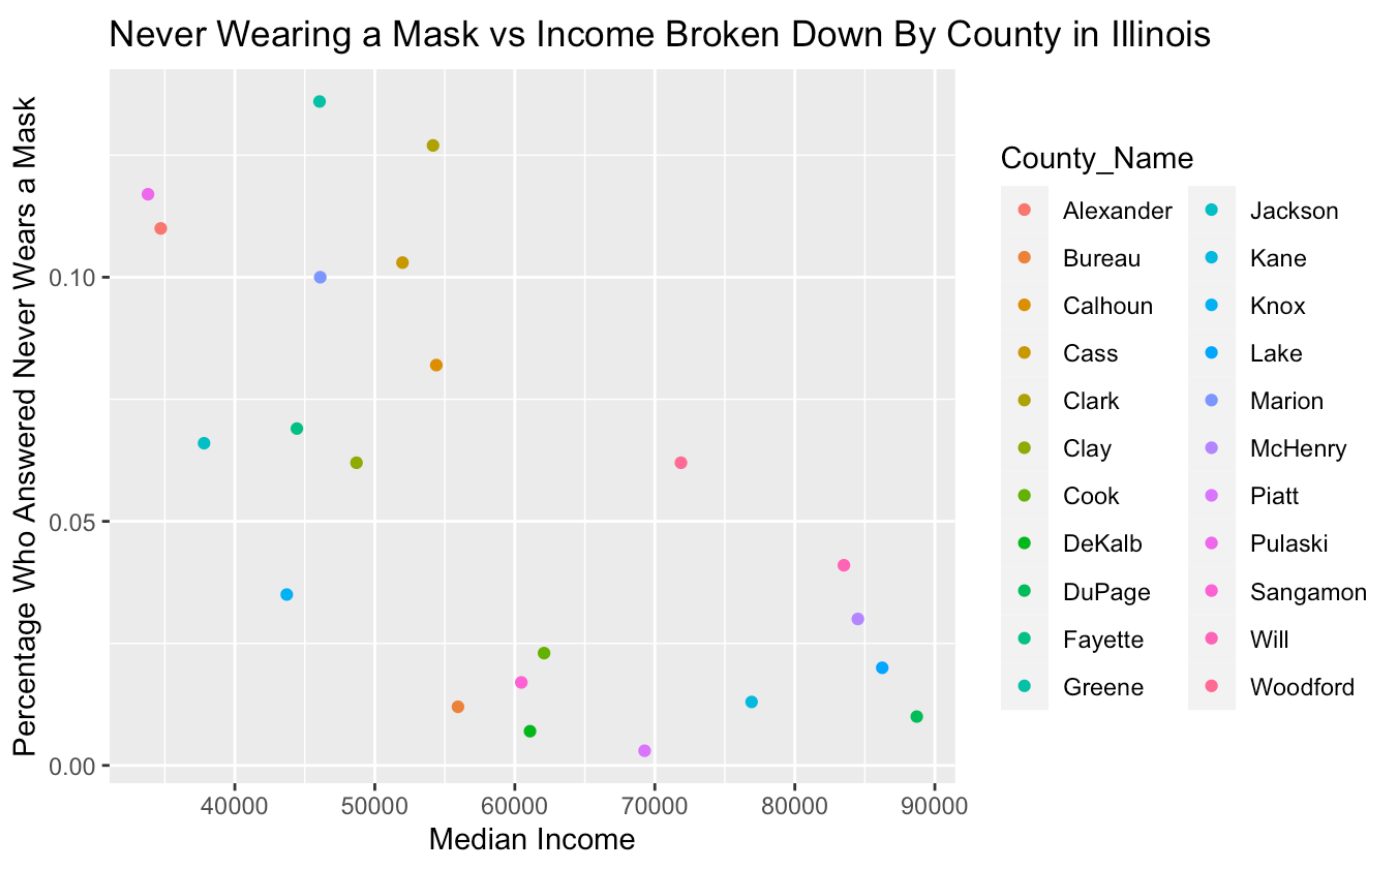 Never Wearing a Mask vs Income Broken Down By County in Illinois
Percentage Who Answered Never Wears a Mask
0.10
0.05
0.00
40000 50000 60000 70000 80000 90000
Median Income
County_Name
Alexander
Bureau
Calhoun
Cass
Clark
Clay
Cook
DeKalb
DuPage
Fayette
Greene
Jackson
Kane
Knox
Lake
Marion
McHenry
Piatt
Pulaski
Sangamon
Will
Woodford